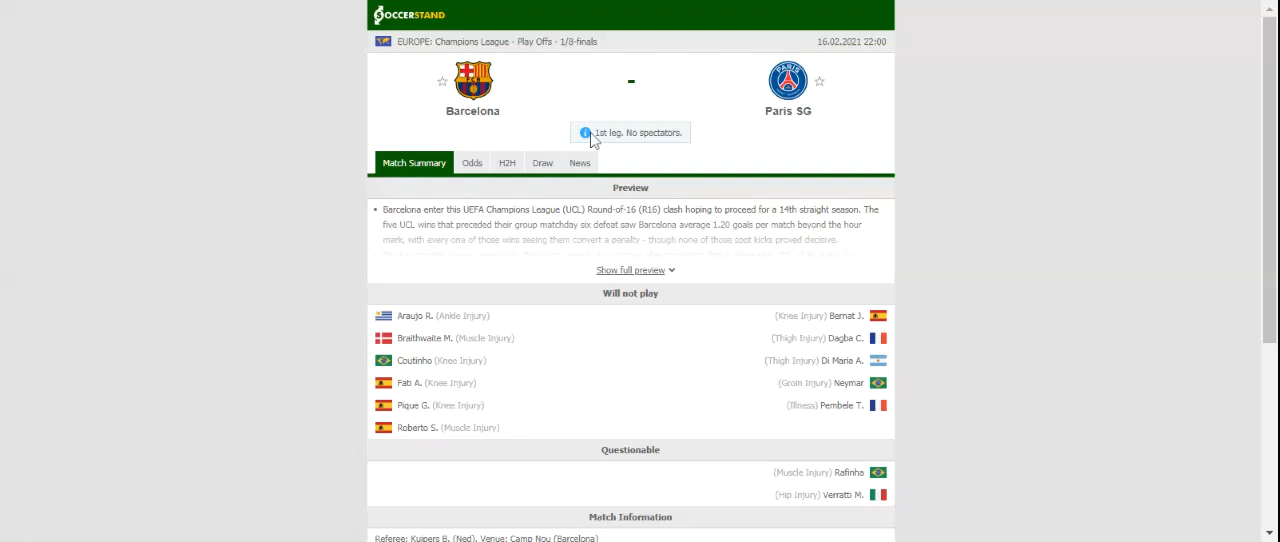 SOCCERSTAND
EUROPE: Champions League - Play Offs - 1/8-finals 16.02.2021 22:00
-
Barcelona Paris SG
1st leg. No spectators.
Match Summary Odds H2H Draw News
Preview
• Barcelona enter this UEFA Champions League (UCL) Round-of-16 (R16) clash hoping to proceed for a 14th straight season. The
five UCL wins that preceded their group matchday six defeat saw Barcelona average 1.20 goals per match beyond the hour
mark, with every one of those wins seeing them convert a penalty - though none of those spot kicks proved decisive.
Show full preview
Will not play
Araujo R. (Ankle Injury) (Knee Injury) Bernat J.
Braithwaite M. (Muscle Injury) (Thigh Injury) Dagba C.
Coutinho (Knee Injury) (Thigh Injury) Di Maria A.
Fati A. (Knee Injury) (Groin Injury) Neymar
Pique G. (Knee Injury) (Illness) Pembele T.
Roberto S. (Muscle Injury)
Questionable
(Muscle Injury) Rafinha
(Hip Injury) Verratti M.
Match Information
Referee: Kuipers B. (Ned), Venue: Camp Nou (Barcelona)